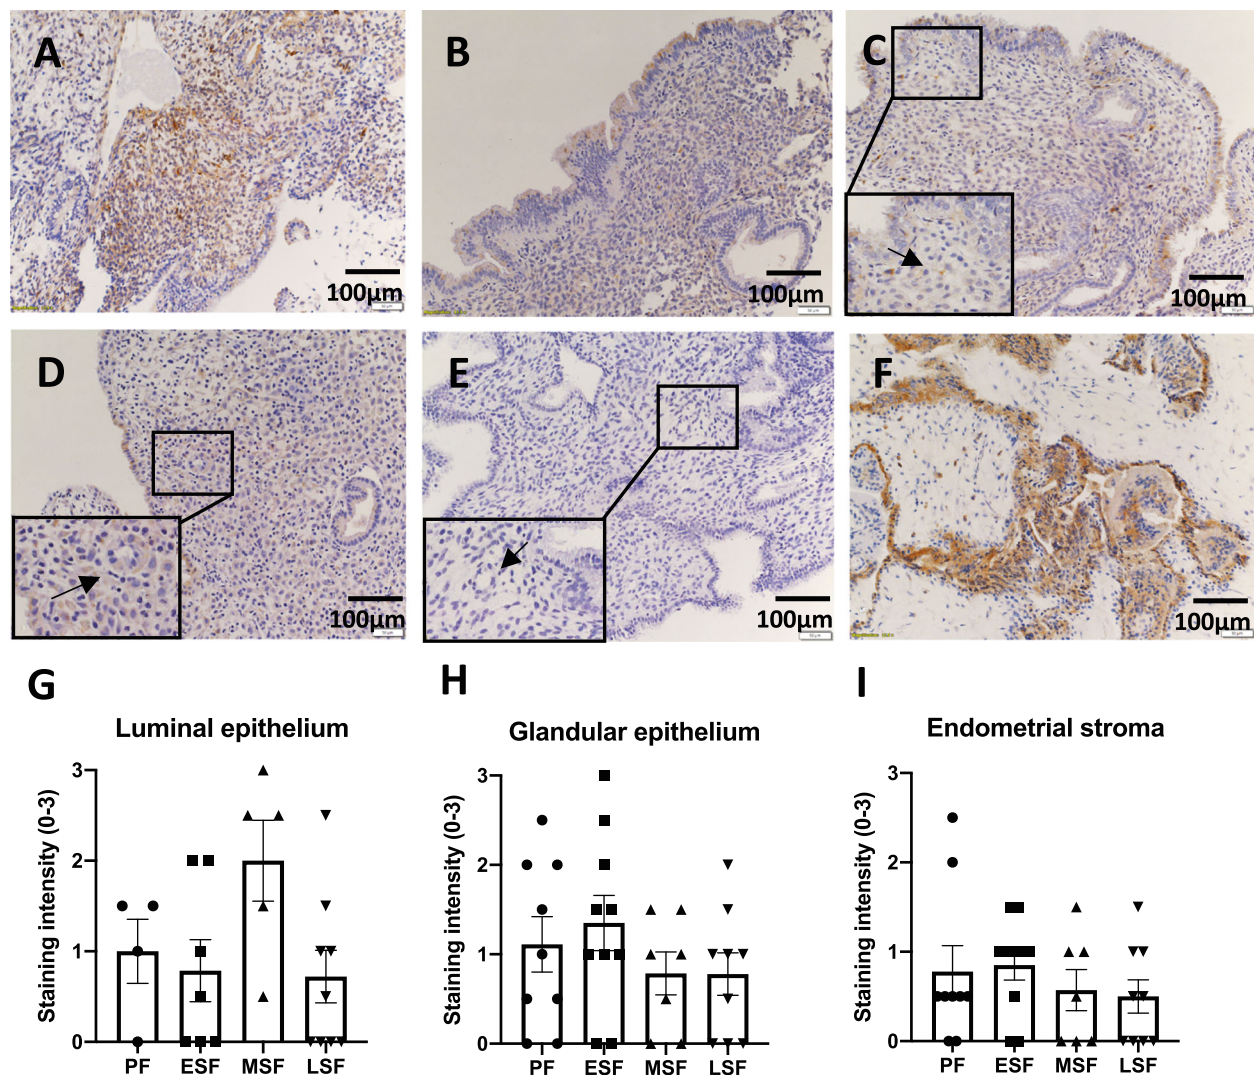 A
B
C
100µm
100µm
100µm
D
E
F
100µm
100µm
100µm
G
H
I
Luminal epithelium
Glandular epithelium
Endometrial stroma
Staining intensity (0-3)
3
2
1
0
PF ESF MSF LSF
Staining intensity (0-3)
3
2
1
0
PF ESF MSF LSF
Staining intensity (0-3)
3
2
1
0
PF ESF MSF LSF